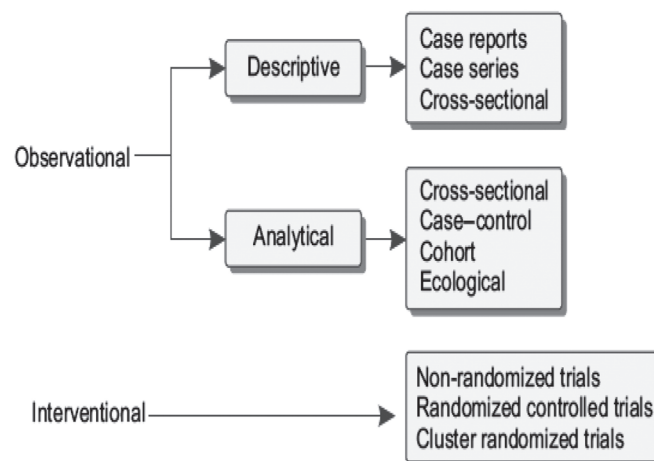 Observational
Descriptive
Case reports
Case series
Cross-sectional
Analytical
Cross-sectional
Case–control
Cohort
Ecological
Interventional
Non-randomized trials
Randomized controlled trials
Cluster randomized trials